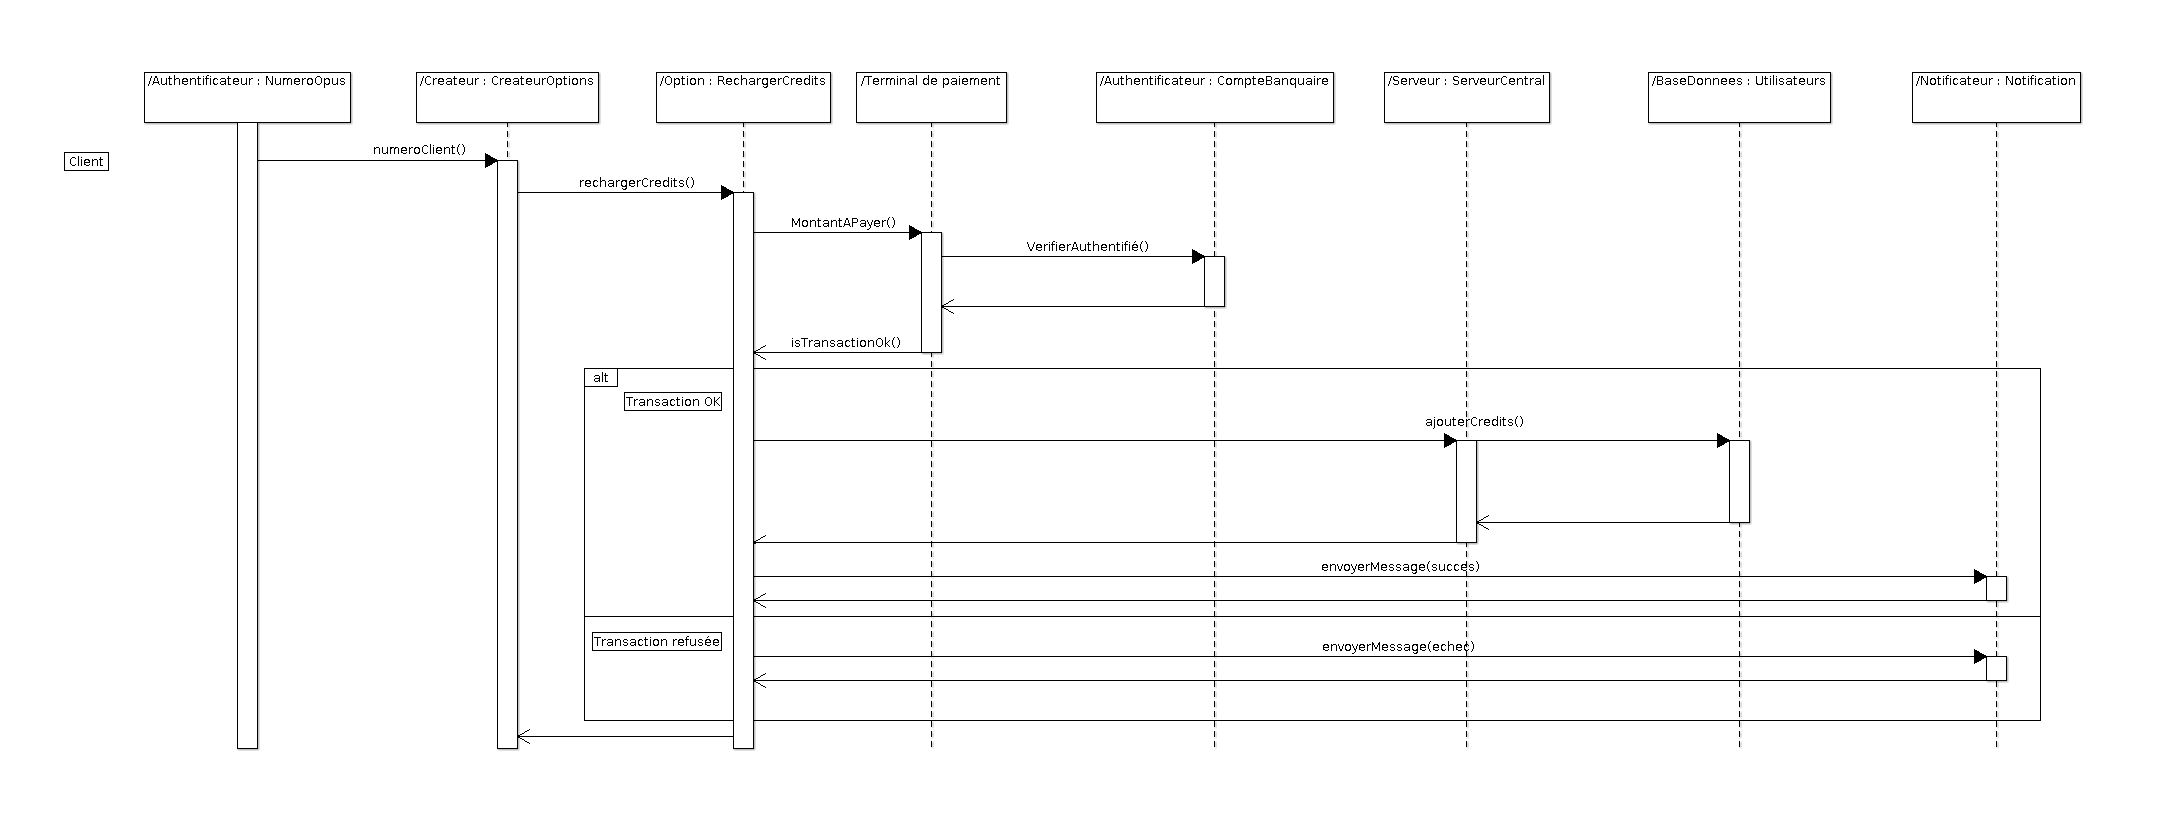 /Authentificateur : NumeroOpus
/Createur : CreateurOptions
/Option : RechargerCredits
/Terminal de paiement
/Authentificateur : CompteBanquaire
/Serveur : ServeurCentral
/BaseDonnees : Utilisateurs
/Notificateur : Notification
Client
numeroClient()
rechargerCredits()
MontantAPayer()
VerifierAuthentifié()
isTransactionOk()
alt
Transaction OK
ajouterCredits()
envoyerMessage(succes)
Transaction refusée
envoyerMessage(echec)